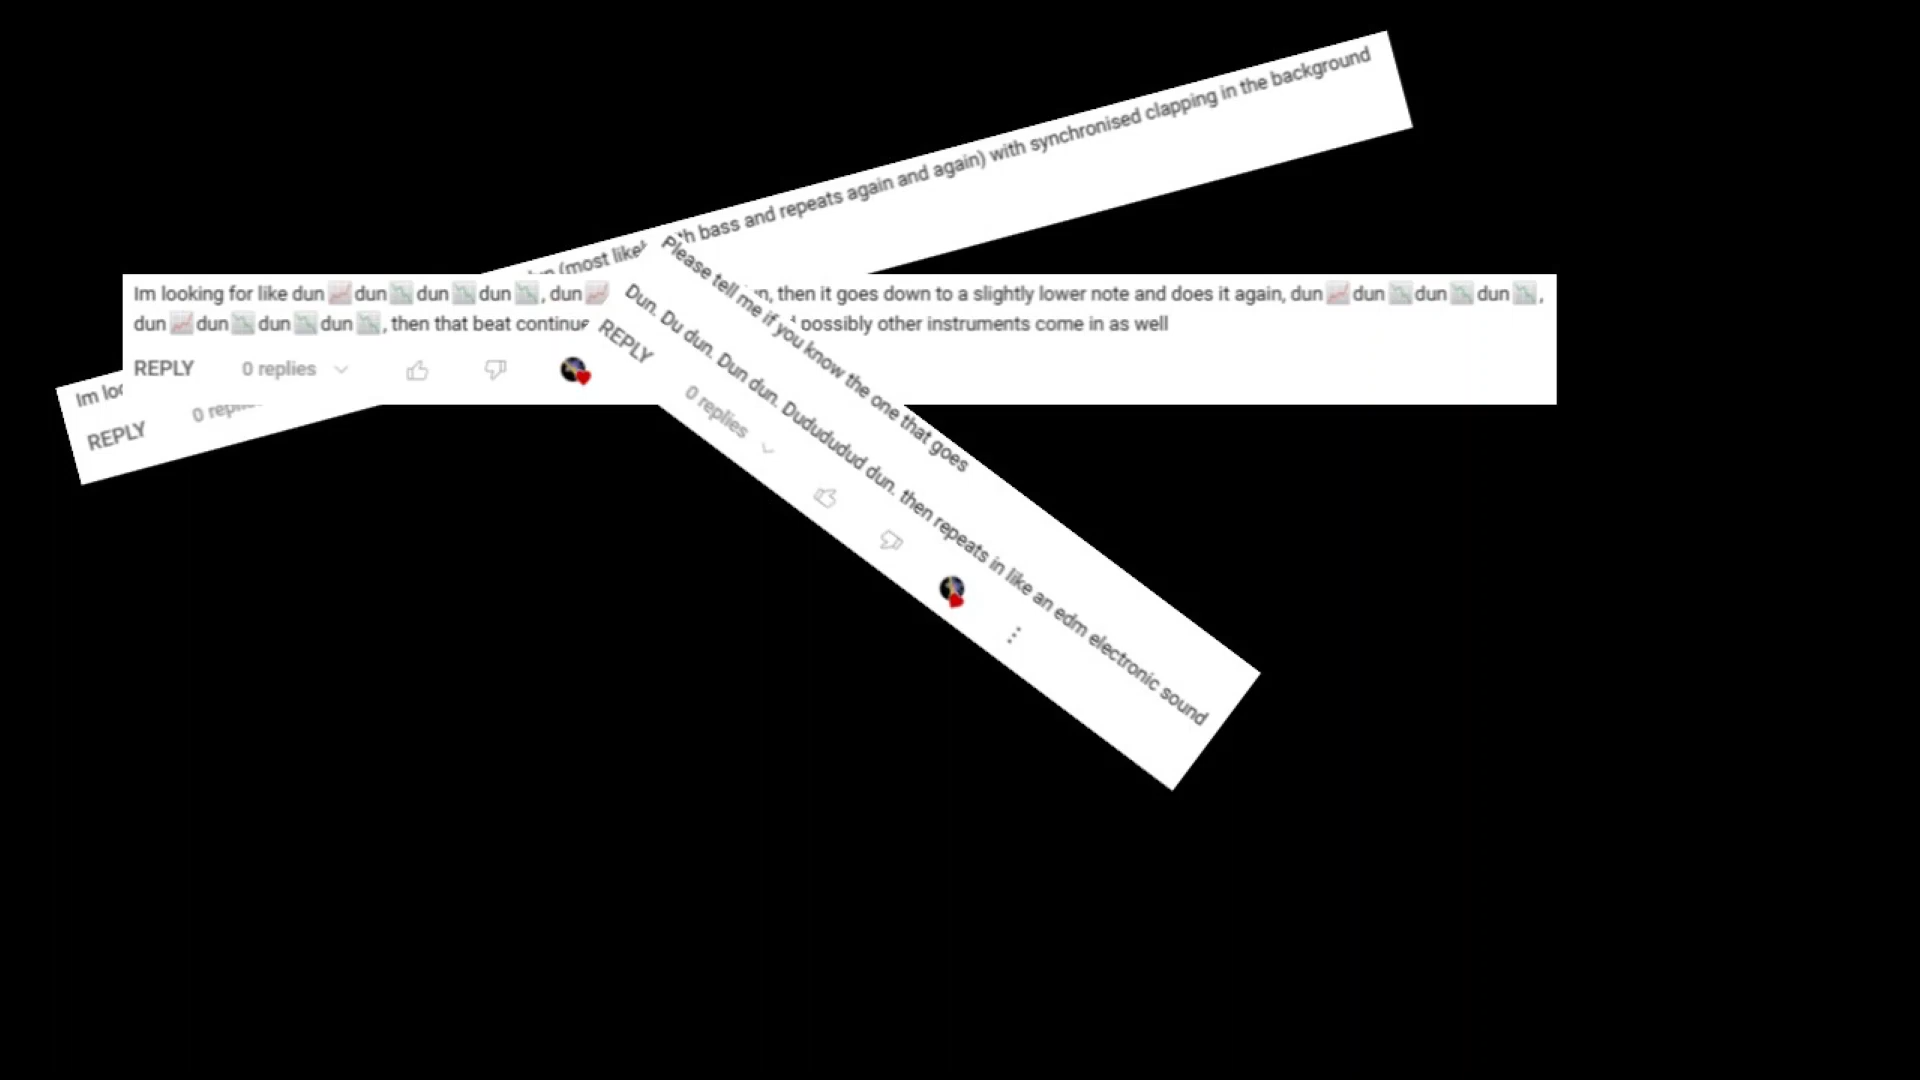 Im
(most with bass and repeats again and again) with synchronised clapping in the background
REPLY 0
Im looking for like dun 📈 dun 📉 dun 📉 dun 📉, dun 📈 then it goes down to a slightly lower note and does it again, dun 📈 dun 📉 dun 📉 dun 📉,
dun 📈 dun 📉 dun 📉 dun 📉, then that beat possibly other instruments come in as well
REPLY 0 replies
Please tell me if you know the one that goes
Dun. Du dun. Dun dun. Dudududud dun. then repeats in like an edm electronic sound
REPLY 0 replies